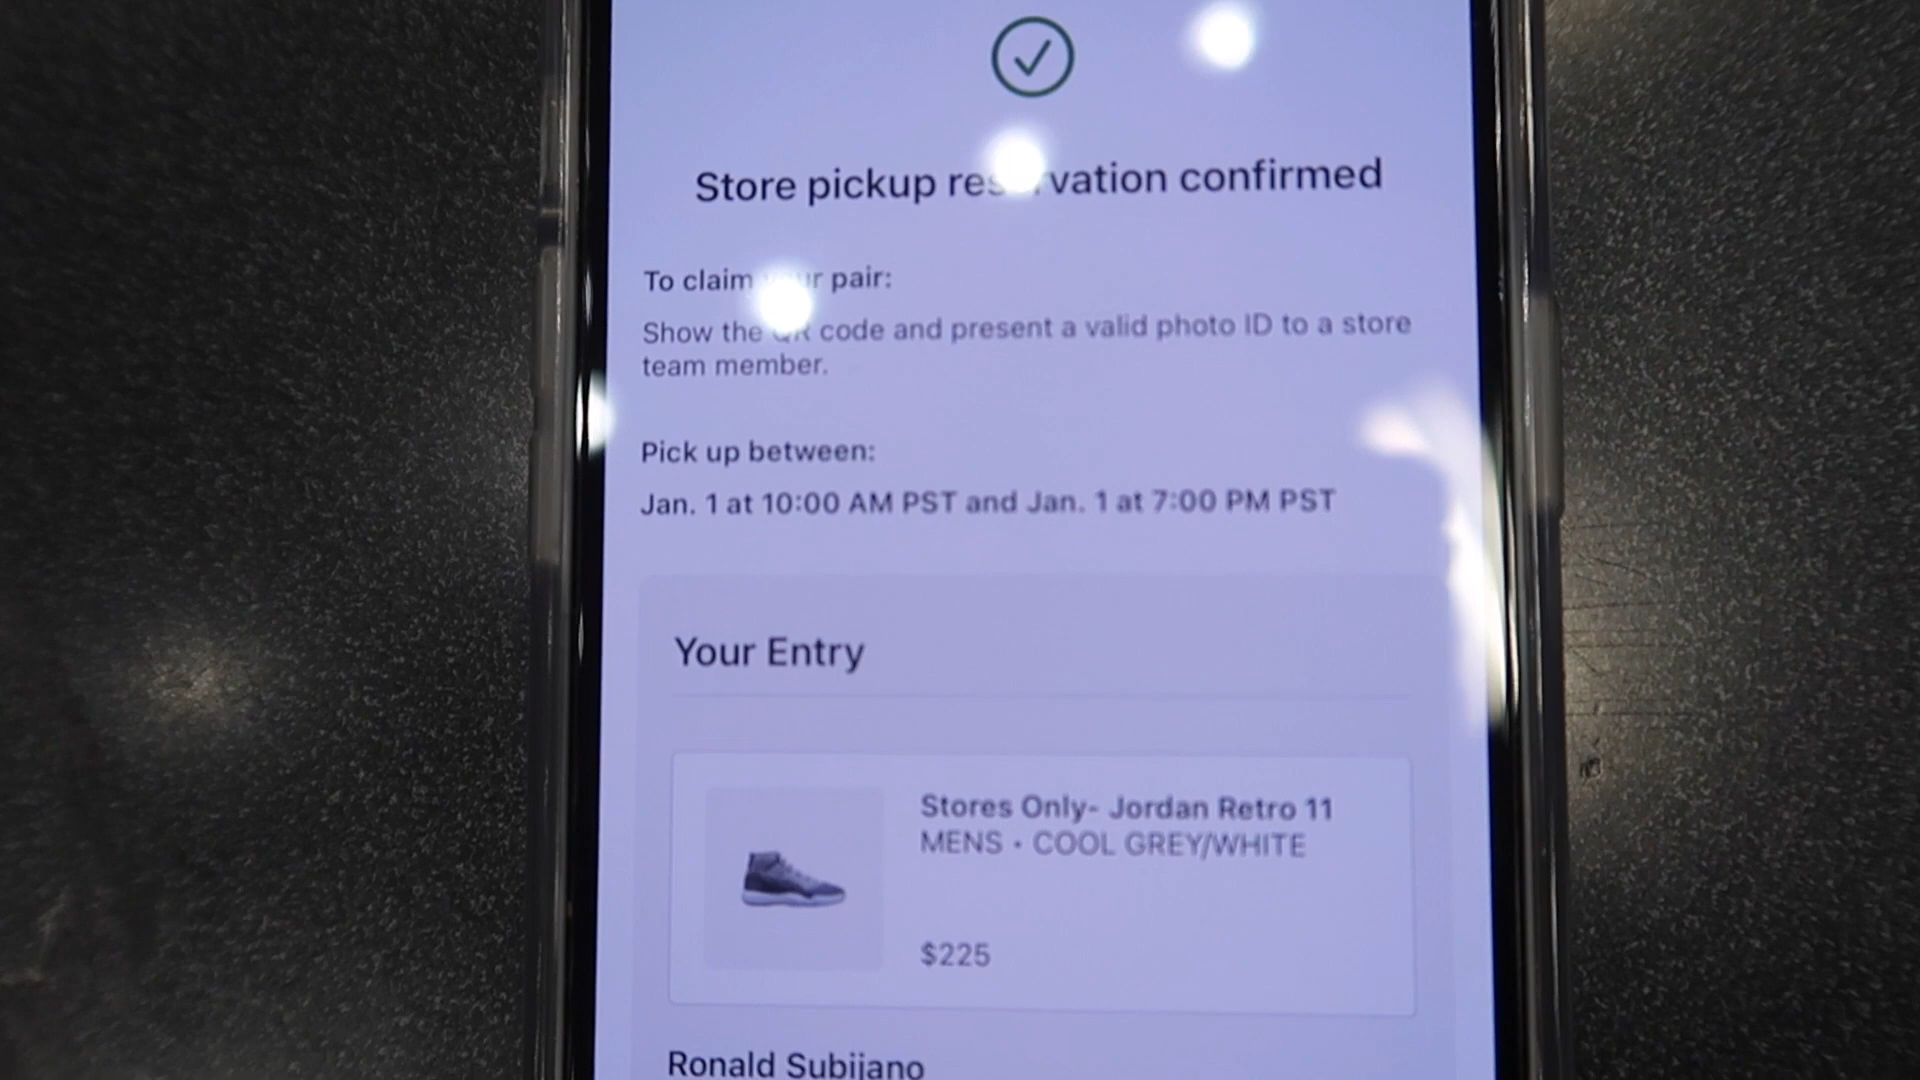 Store pickup reservation confirmed
To claim your pair:
Show the QR code and present a valid photo ID to a store
team member.
Pick up between:
Jan. 1 at 10:00 AM PST and Jan. 1 at 7:00 PM PST
Your Entry
Stores Only- Jordan Retro 11
MENS • COOL GREY/WHITE
$225
Ronald Subijano